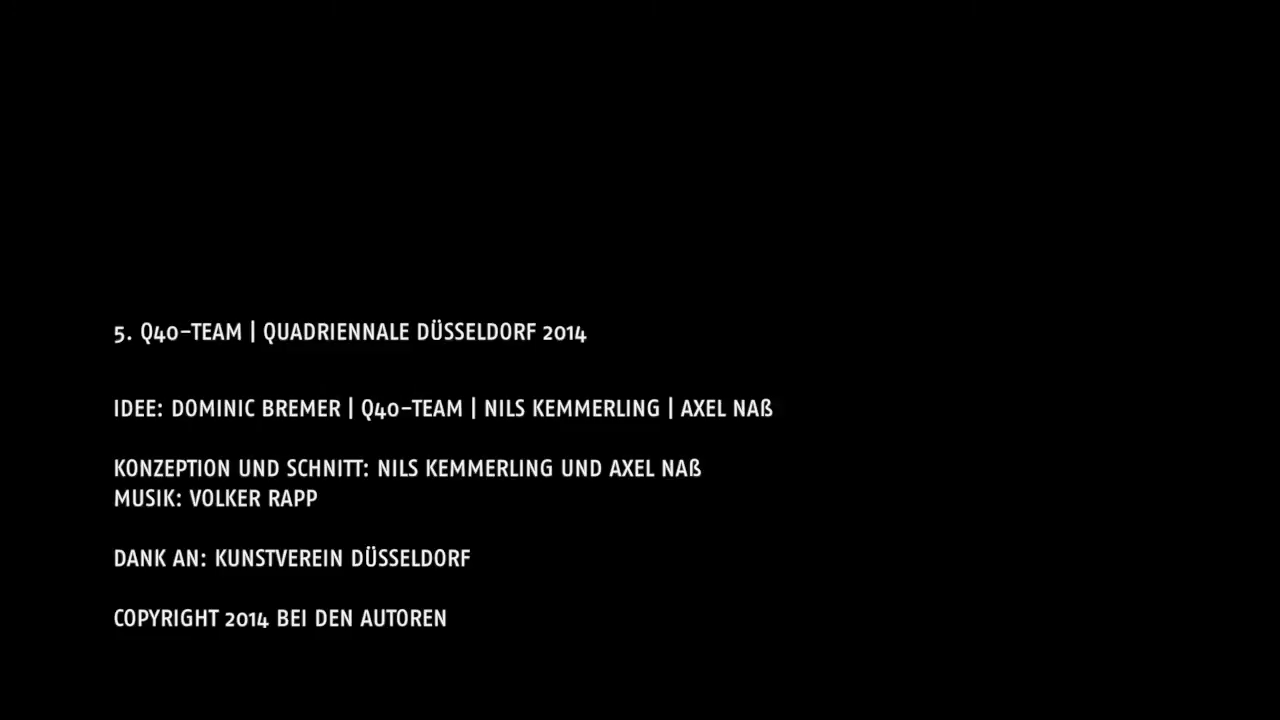 5. Q40-TEAM | QUADRIENNALE DÜSSELDORF 2014
IDEE: DOMINIC BREMER | Q40-TEAM | NILS KEMMERLING | AXEL NAß
KONZEPTION UND SCHNITT: NILS KEMMERLING UND AXEL NAß
MUSIK: VOLKER RAPP
DANK AN: KUNSTVEREIN DÜSSELDORF
COPYRIGHT 2014 BEI DEN AUTOREN